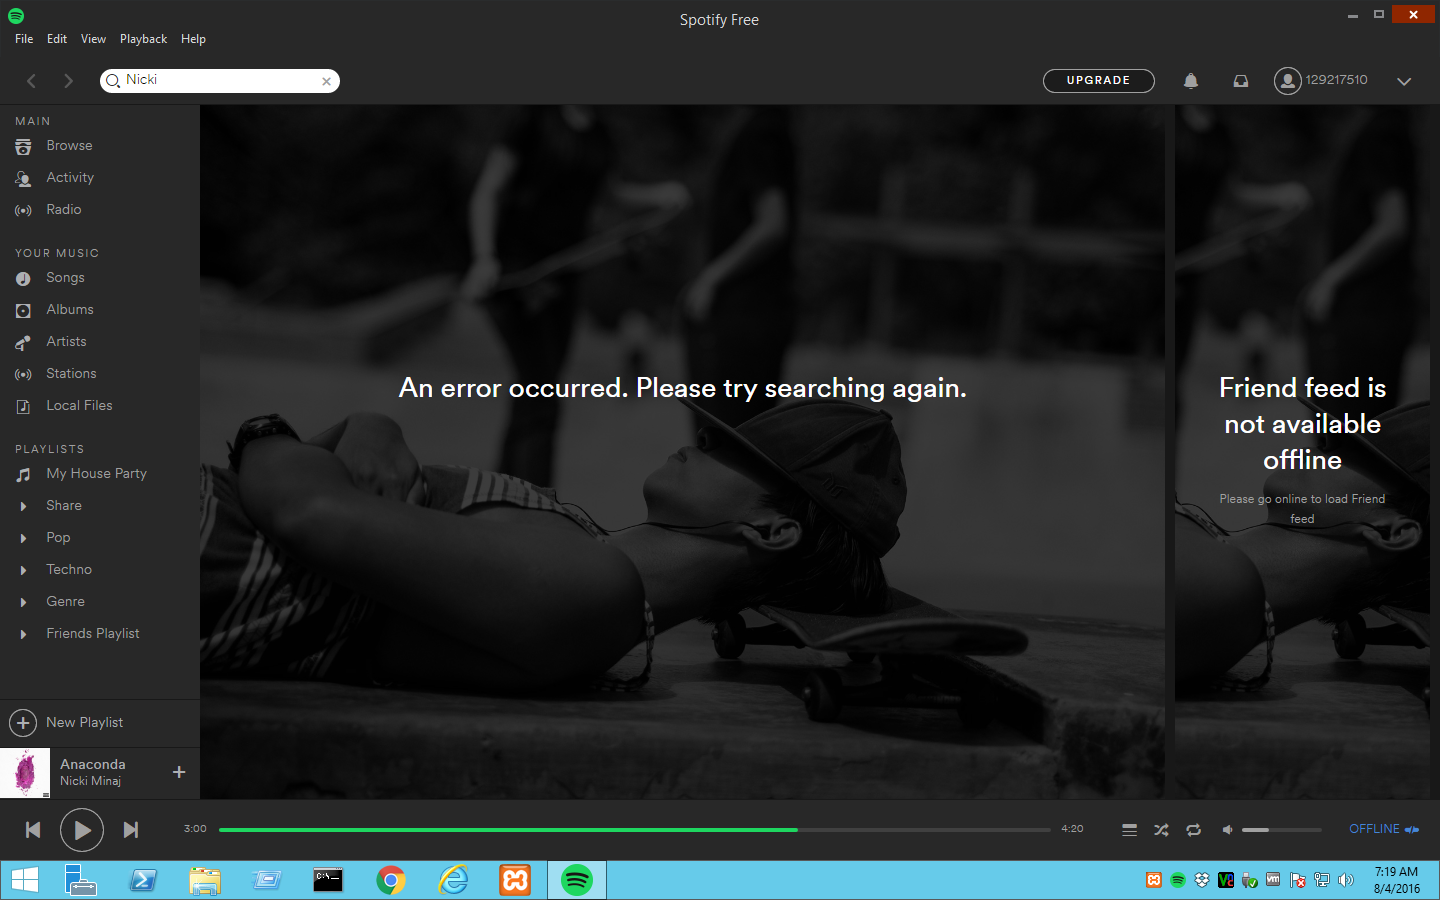 Spotify Free
File Edit View Playback Help
Nicki
UPGRADE
129217510
MAIN
Browse
Activity
Radio
YOUR MUSIC
Songs
Albums
Artists
Stations
Local Files
PLAYLISTS
My House Party
Share
Pop
Techno
Genre
Friends Playlist
New Playlist
Anaconda
Nicki Minaj
An error occurred. Please try searching again.
Friend feed is
not available
offline
Please go online to load Friend
feed
3:00
4:20
OFFLINE
C:\._
vm
7:19 AM
8/4/2016